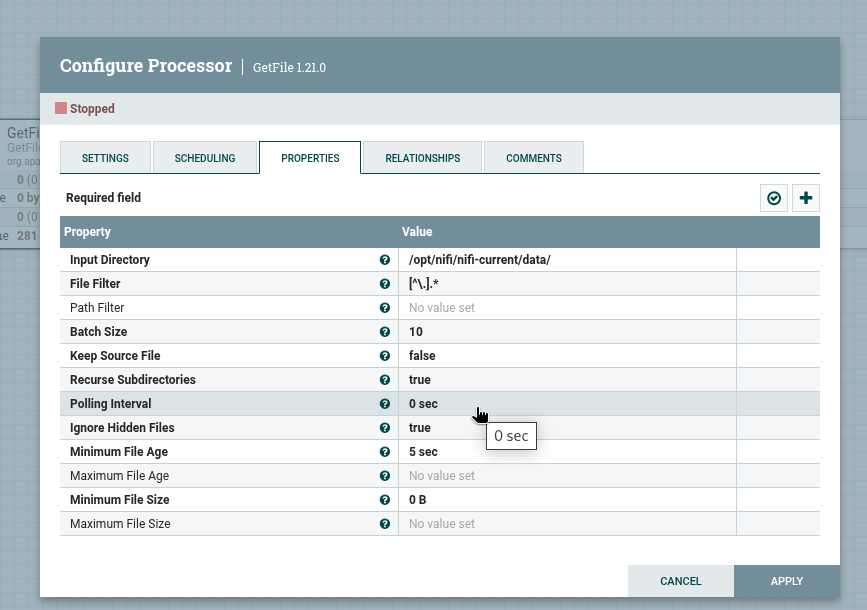 Configure Processor | GetFile 1.21.0
Stopped
GetFi
GetFile
org.apa
0 (0
e 0 by
0 (0
ne 281
SETTINGS SCHEDULING PROPERTIES RELATIONSHIPS COMMENTS
Required field
Property Value
Input Directory /opt/nifi/nifi-current/data/
File Filter [^\.].*
Path Filter No value set
Batch Size 10
Keep Source File false
Recurse Subdirectories true
Polling Interval 0 sec
Ignore Hidden Files true
0 sec
Minimum File Age 5 sec
Maximum File Age No value set
Minimum File Size 0 B
Maximum File Size No value set
CANCEL APPLY